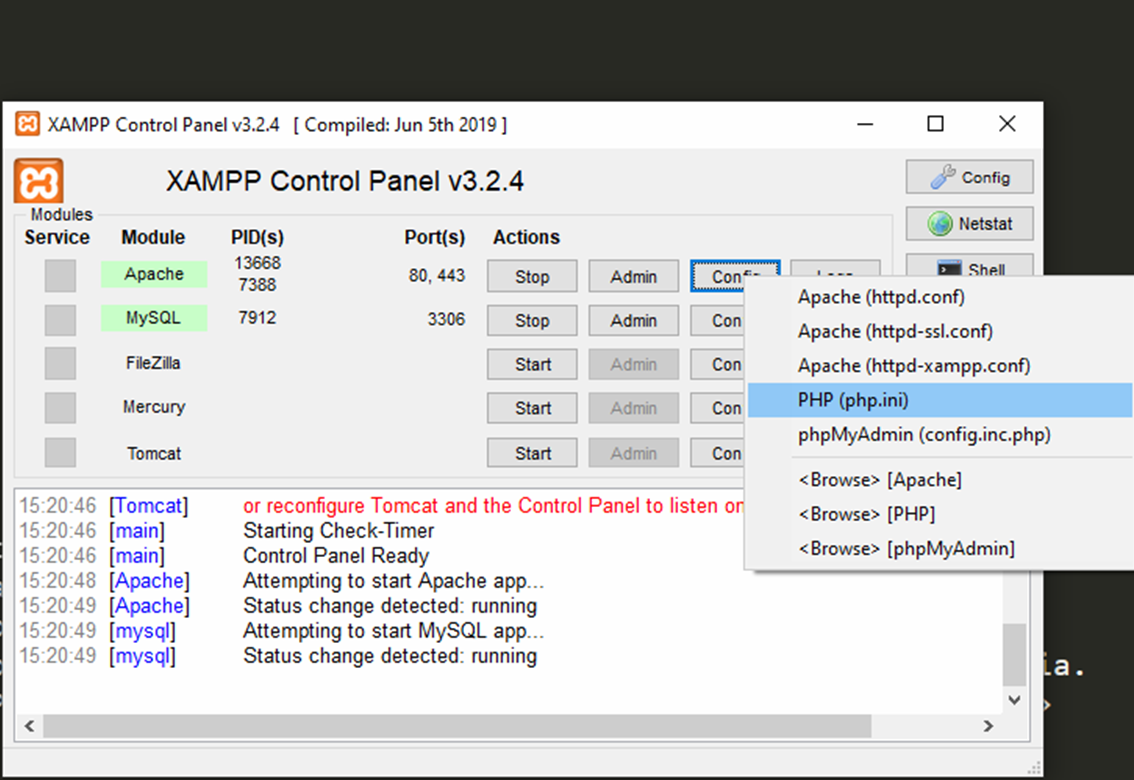 XAMPP Control Panel v3.2.4 [ Compiled: Jun 5th 2019 ]
XAMPP Control Panel v3.2.4
Config
Netstat
Shell
Modules
Service Module PID(s) Port(s) Actions
Apache 13668 7388 80, 443 Stop Admin Config Logs
MySQL 7912 3306 Stop Admin Con
FileZilla Start Admin Con
Mercury Start Admin Con
Tomcat Start Admin Con
Apache (httpd.conf)
Apache (httpd-ssl.conf)
Apache (httpd-xampp.conf)
PHP (php.ini)
phpMyAdmin (config.inc.php)
<Browse> [Apache]
<Browse> [PHP]
<Browse> [phpMyAdmin]
15:20:46 [Tomcat] or reconfigure Tomcat and the Control Panel to listen on
15:20:46 [main] Starting Check-Timer
15:20:46 [main] Control Panel Ready
15:20:48 [Apache] Attempting to start Apache app...
15:20:49 [Apache] Status change detected: running
15:20:49 [mysql] Attempting to start MySQL app...
15:20:49 [mysql] Status change detected: running
ia.